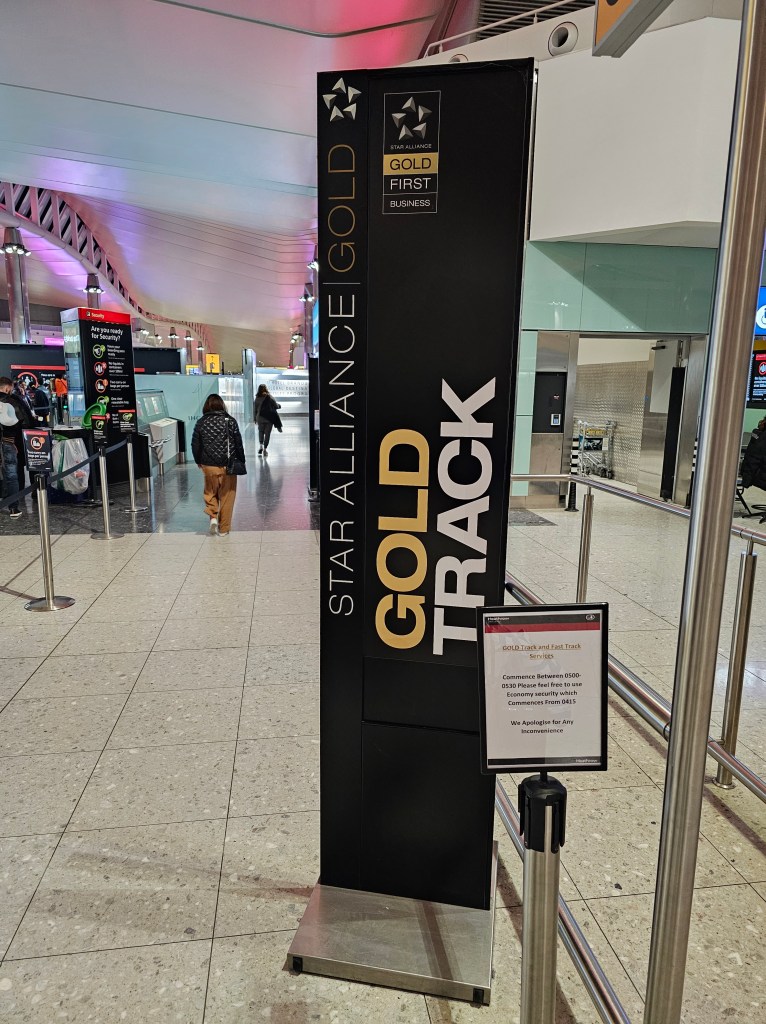 STAR ALLIANCE
GOLD
FIRST
BUSINESS
STAR ALLIANCE | GOLD
GOLD
TRACK
Security
Are you ready
for Security?
Heathrow
GOLD Track and Fast Track
Services
Commence Between 0500-
0530 Please feel free to use
Economy security which
Commences From 0415
We Apologise for Any
Inconvenience
Heathrow